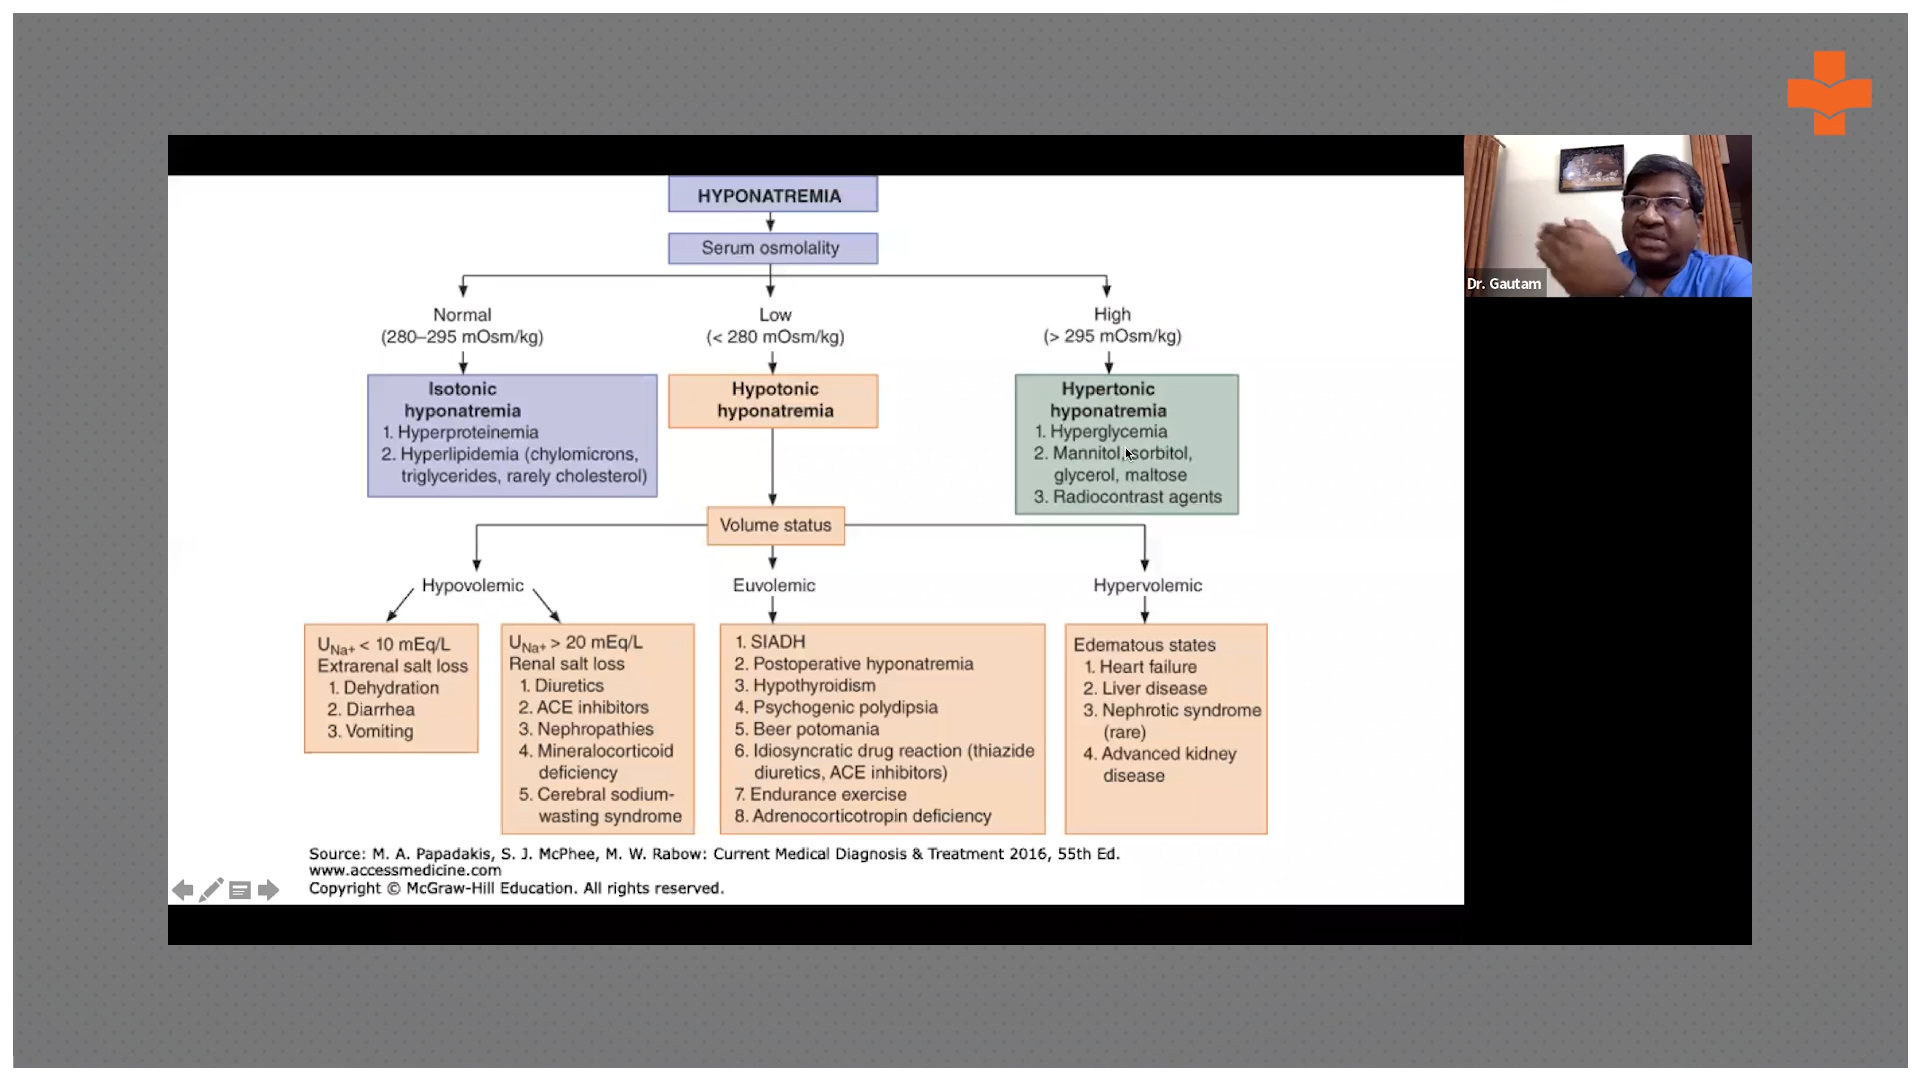 HYPONATREMIA
Serum osmolality
Normal
(280–295 mOsm/kg)
Low
(< 280 mOsm/kg)
High
(> 295 mOsm/kg)
Isotonic
hyponatremia
1. Hyperproteinemia
2. Hyperlipidemia (chylomicrons,
triglycerides, rarely cholesterol)
Hypotonic
hyponatremia
Hypertonic
hyponatremia
1. Hyperglycemia
2. Mannitol, sorbitol,
glycerol, maltose
3. Radiocontrast agents
Volume status
Hypovolemic
Euvolemic
Hypervolemic
UNa+ < 10 mEq/L
Extrarenal salt loss
1. Dehydration
2. Diarrhea
3. Vomiting
UNa+ > 20 mEq/L
Renal salt loss
1. Diuretics
2. ACE inhibitors
3. Nephropathies
4. Mineralocorticoid
deficiency
5. Cerebral sodium-
wasting syndrome
1. SIADH
2. Postoperative hyponatremia
3. Hypothyroidism
4. Psychogenic polydipsia
5. Beer potomania
6. Idiosyncratic drug reaction (thiazide
diuretics, ACE inhibitors)
7. Endurance exercise
8. Adrenocorticotropin deficiency
Edematous states
1. Heart failure
2. Liver disease
3. Nephrotic syndrome
(rare)
4. Advanced kidney
disease
Source: M. A. Papadakis, S. J. McPhee, M. W. Rabow: Current Medical Diagnosis & Treatment 2016, 55th Ed.
www.accessmedicine.com
Copyright © McGraw-Hill Education. All rights reserved.
Dr. Gautam